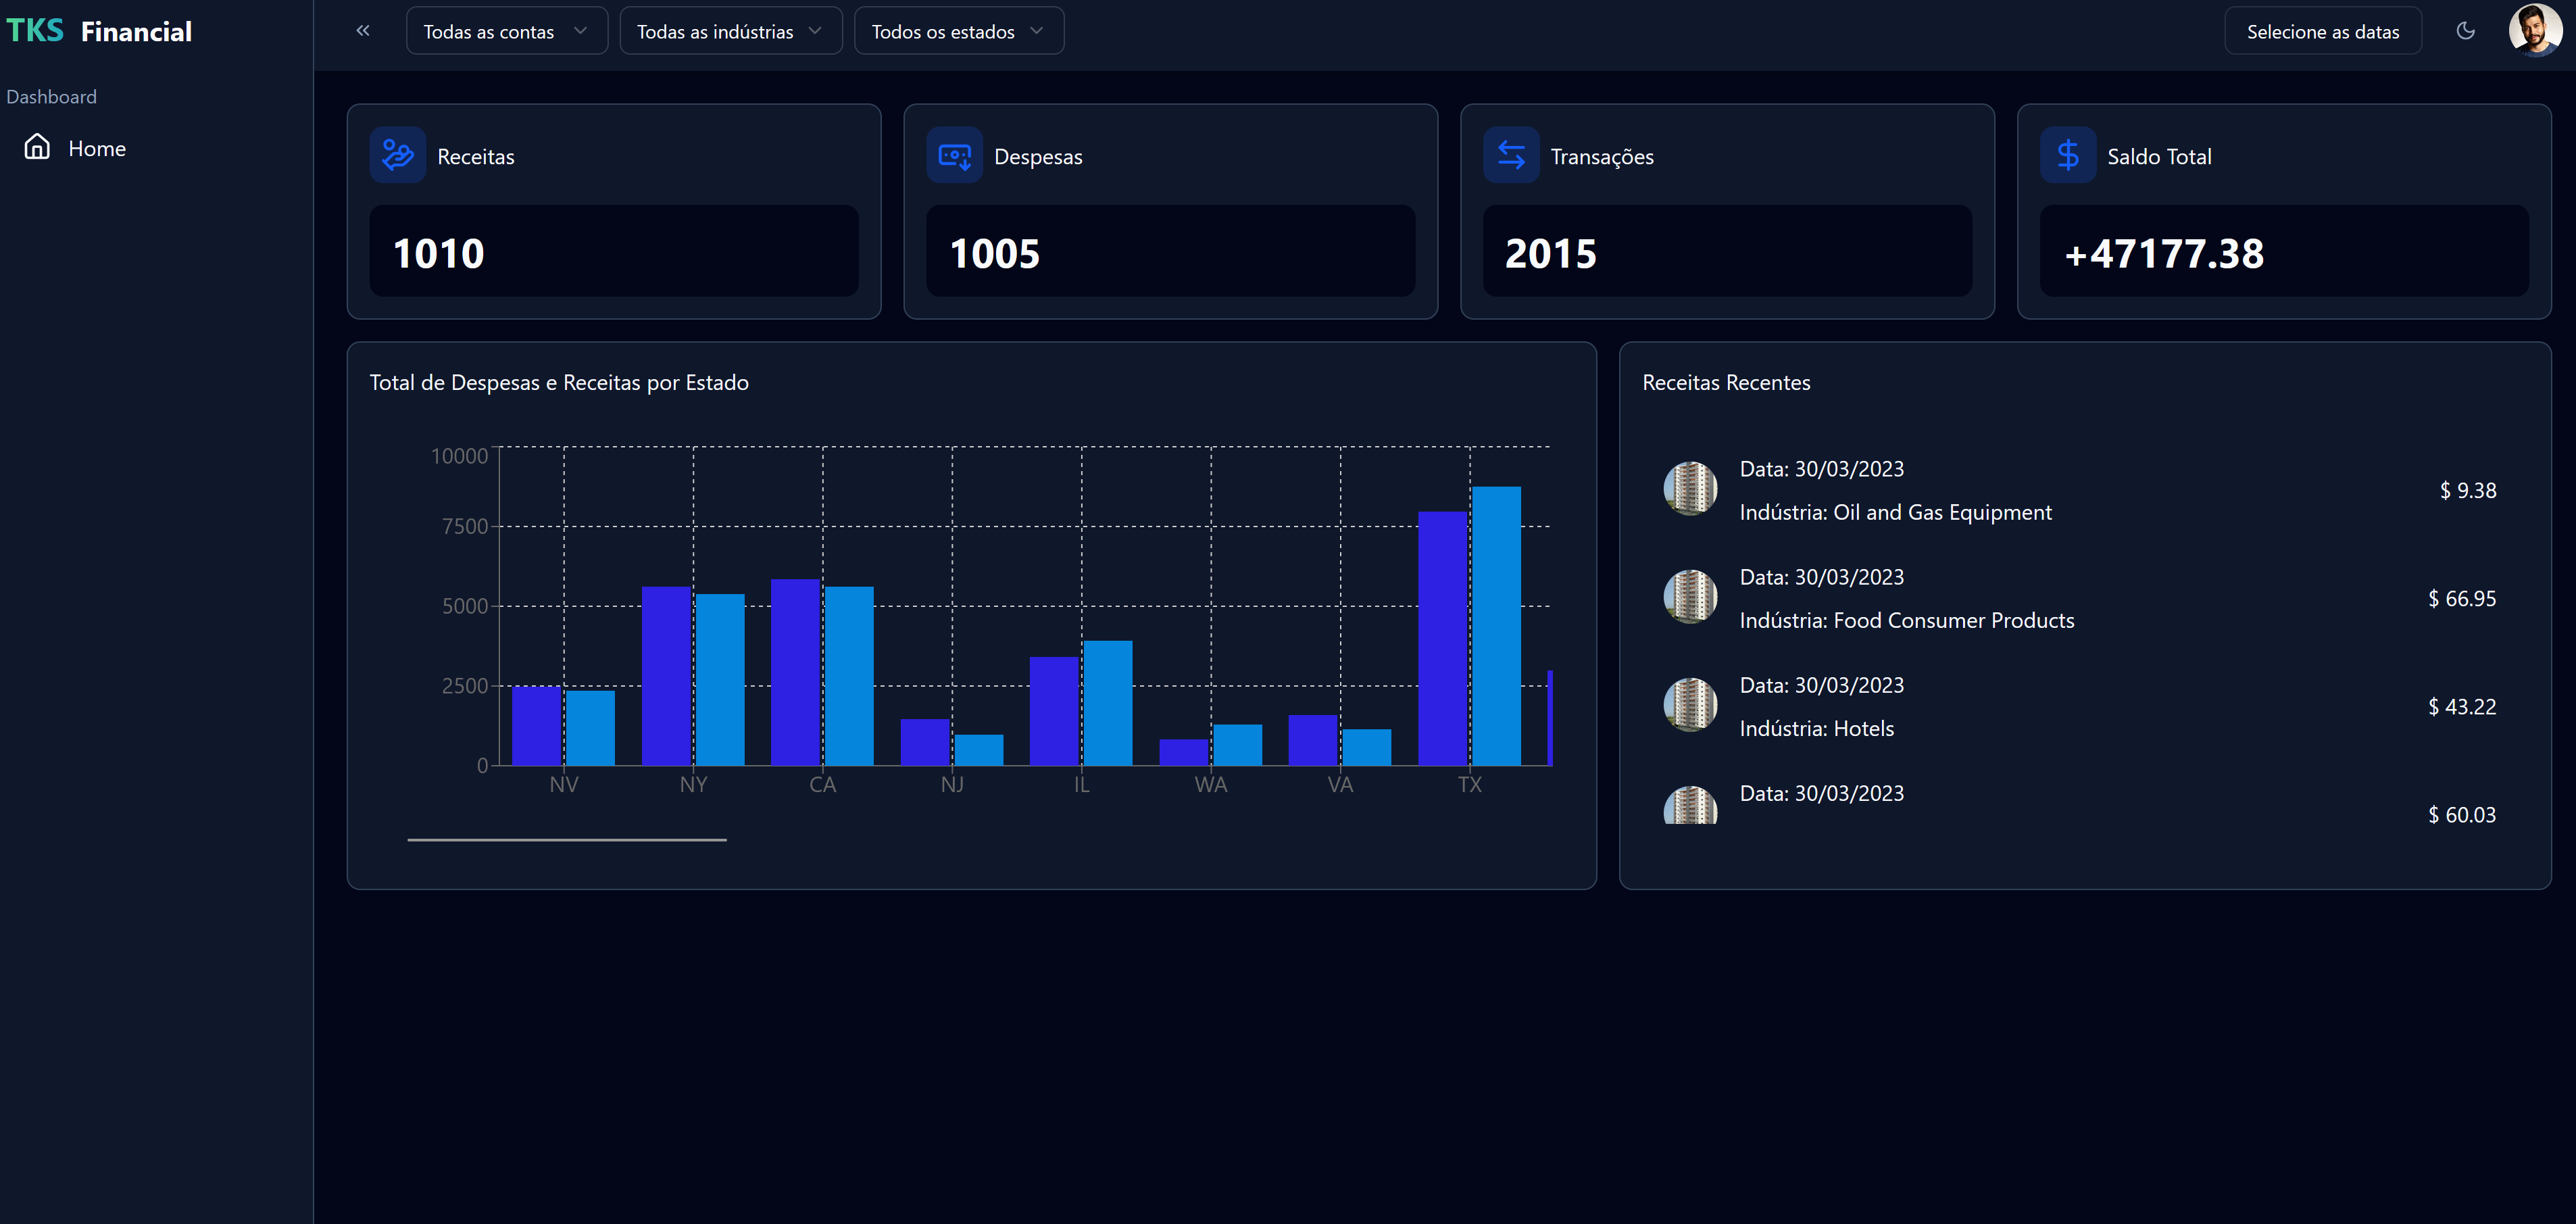 TKS Financial
Todas as contas
Todas as indústrias
Todos os estados
Selecione as datas
Dashboard
Home
Receitas
1010
Despesas
1005
Transações
2015
Saldo Total
+47177.38
Total de Despesas e Receitas por Estado
10000
7500
5000
2500
0
NV NY CA NJ IL WA VA TX
Receitas Recentes
Data: 30/03/2023
Indústria: Oil and Gas Equipment
$ 9.38
Data: 30/03/2023
Indústria: Food Consumer Products
$ 66.95
Data: 30/03/2023
Indústria: Hotels
$ 43.22
Data: 30/03/2023
$ 60.03